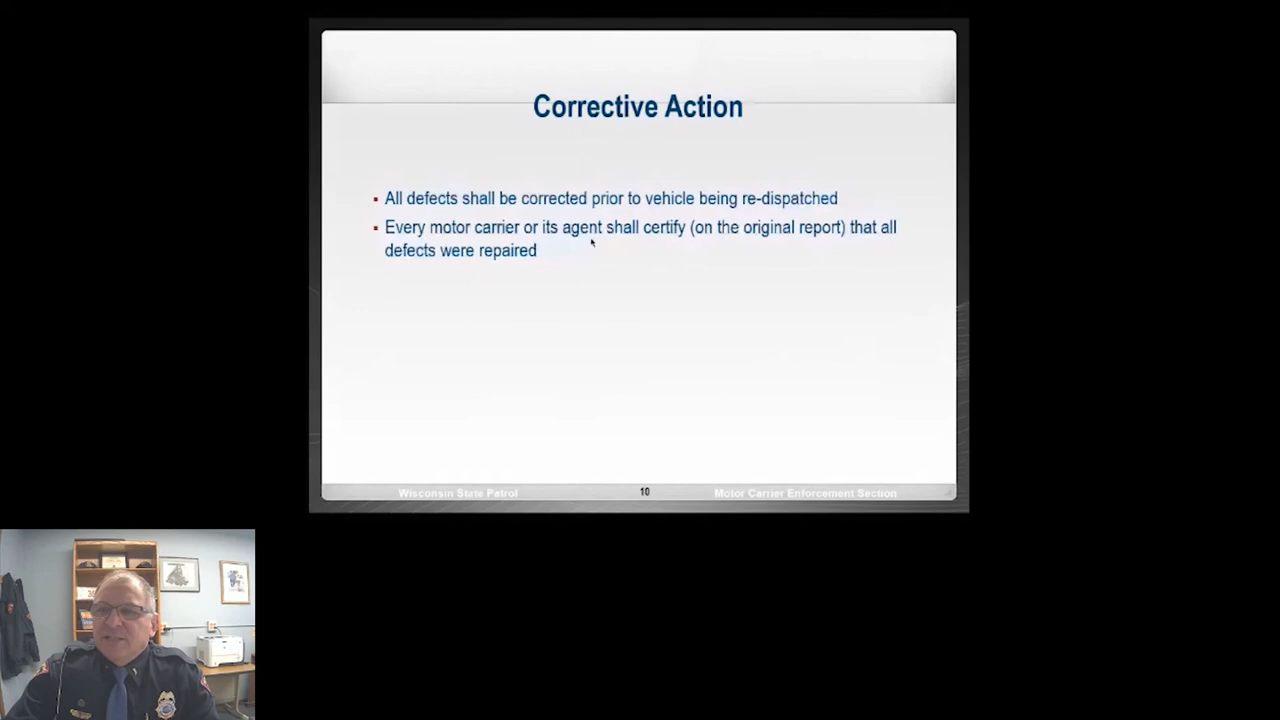 Corrective Action
All defects shall be corrected prior to vehicle being re-dispatched
Every motor carrier or its agent shall certify (on the original report) that all
defects were repaired
Wisconsin State Patrol
10
Motor Carrier Enforcement Section